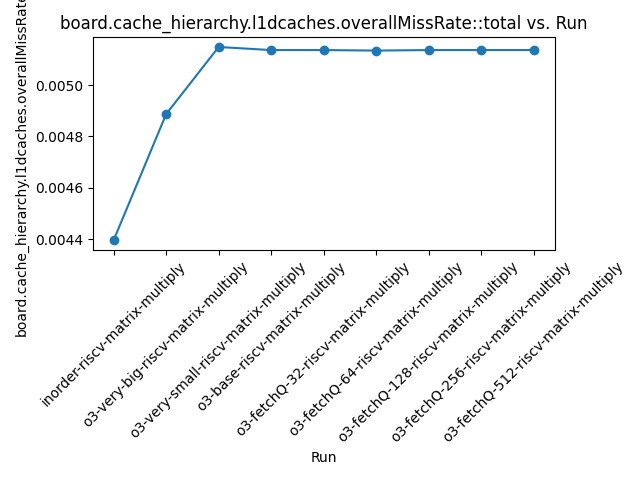 board.cache_hierarchy.l1dcaches.overallMissRate::total vs. Run
board.cache_hierarchy.l1dcaches.overallMissRate
0.0050
0.0048
0.0046
0.0044
inorder-riscv-matrix-multiply
o3-very-big-riscv-matrix-multiply
o3-very-small-riscv-matrix-multiply
o3-base-riscv-matrix-multiply
o3-fetchQ-32-riscv-matrix-multiply
o3-fetchQ-64-riscv-matrix-multiply
o3-fetchQ-128-riscv-matrix-multiply
o3-fetchQ-256-riscv-matrix-multiply
o3-fetchQ-512-riscv-matrix-multiply
Run